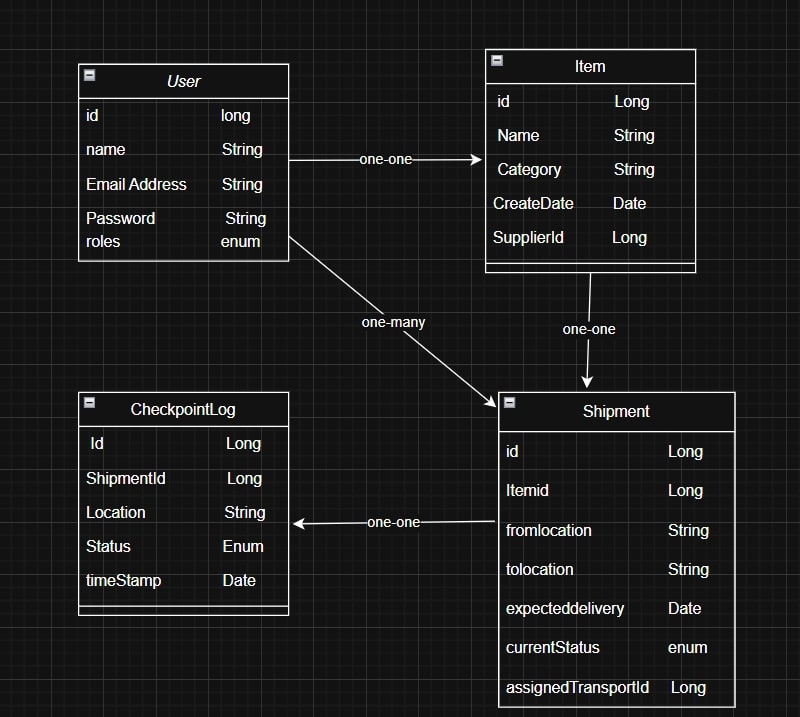 User
id long
name String
Email Address String
Password String
roles enum
one-one
Item
id Long
Name String
Category String
CreateDate Date
SupplierId Long
one-many
one-one
CheckpointLog
Id Long
ShipmentId Long
Location String
Status Enum
timeStamp Date
one-one
Shipment
id Long
Itemid Long
fromlocation String
tolocation String
expecteddelivery Date
currentStatus enum
assignedTransportId Long